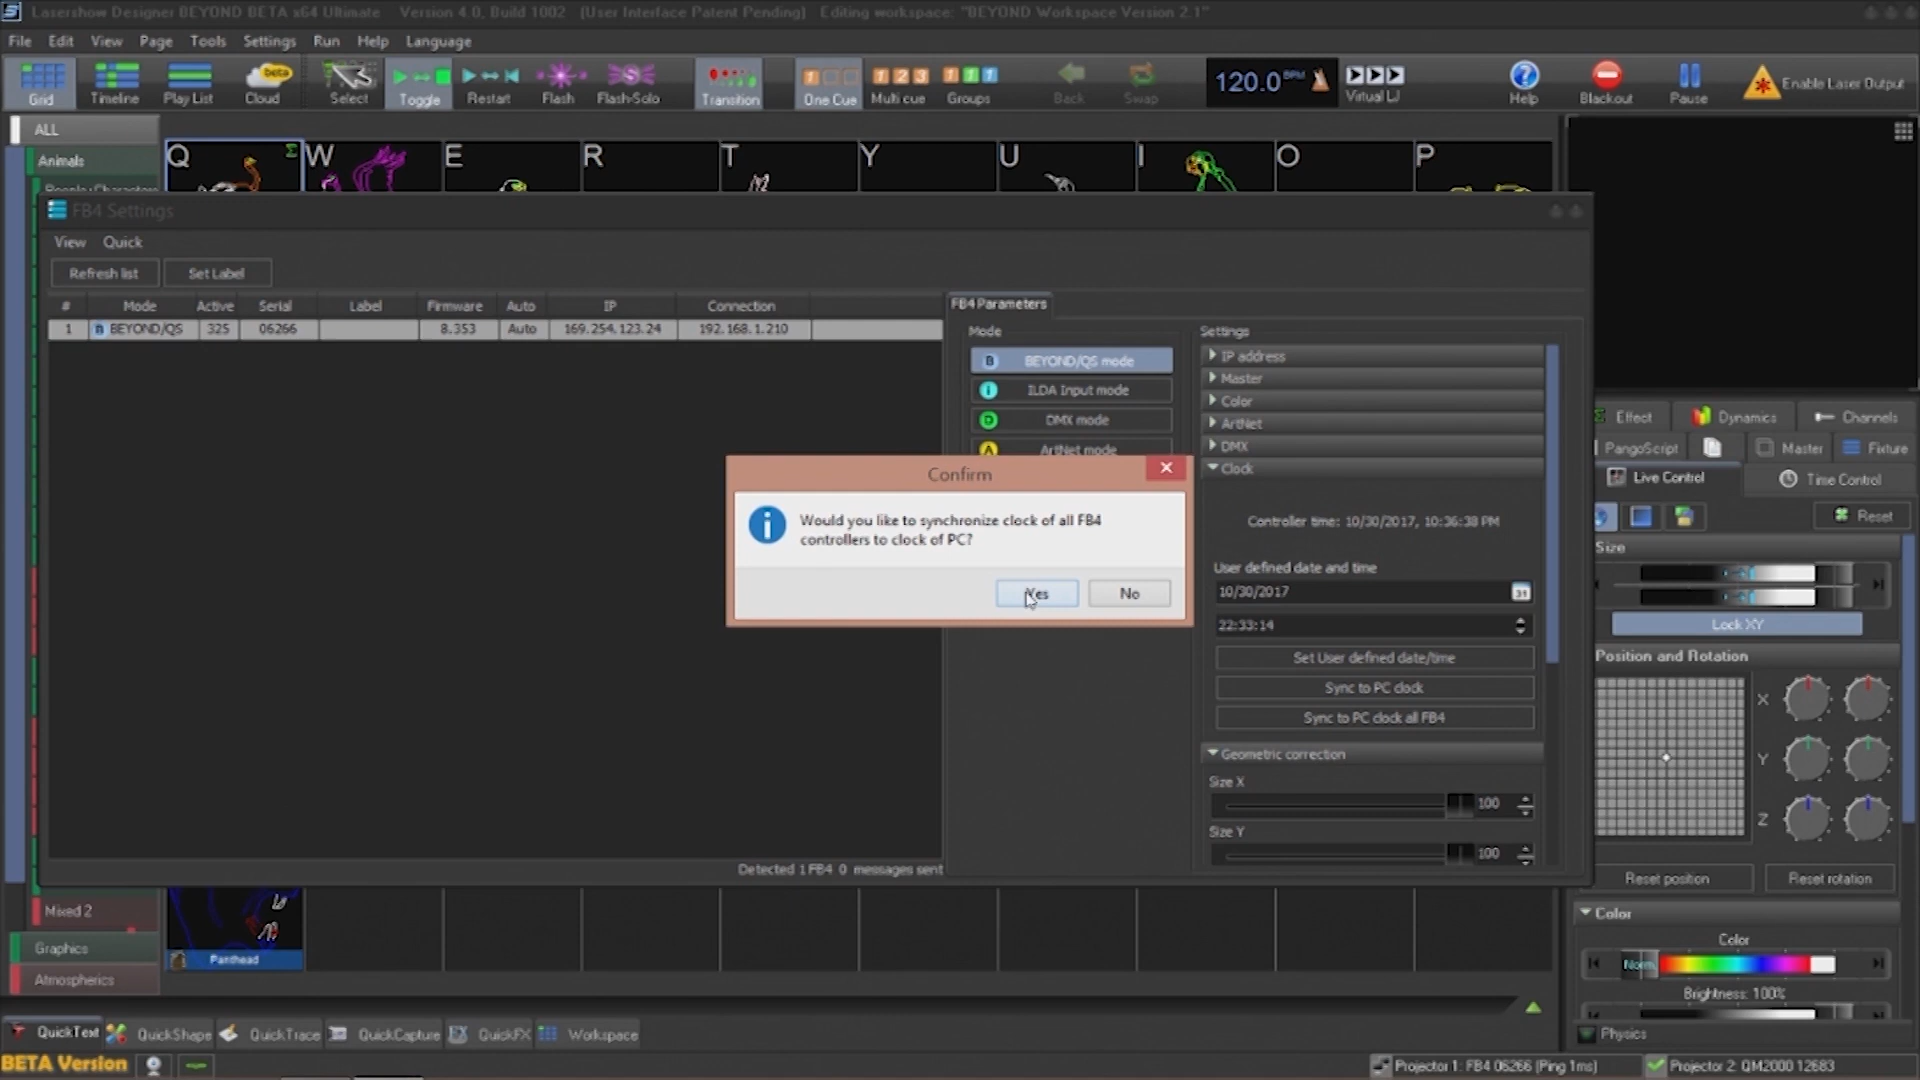 Lasershow Designer BEYOND BETA x64 Ultimate Version 4.0, Build 1002 (User Interface Patent Pending) Editing workspace: "BEYOND Workspace Version 2.1"
File Edit View Page Tools Settings Run Help Language
Grid Timeline Play List Cloud beta Select Toggle Restart Flash Flash-Solo Transition One Cue Multi cue Groups Back Swap 120.0 BPM Virtual LJ Help Blackout Pause Enable Laser Output
ALL
Animals
Q W E R T Y U I O P
FB4 Settings
View Quick
Refresh list Set Label
# Mode Active Serial Label Firmware Auto IP Connection
1 B BEYOND/QS 325 06266 8.353 Auto 169.254.123.24 192.168.1.210
FB4 Parameters
Mode
B BEYOND/QS mode
i ILDA Input mode
D DMX mode
A ArtNet mode
Settings
IP address
Master
Color
ArtNet
DMX
Clock
Controller time: 10/30/2017, 10:36:38 PM
User defined date and time
10/30/2017 31
22:33:14
Set User defined date/time
Sync to PC clock
Sync to PC clock all FB4
Geometric correction
Size X
100
Size Y
100
Confirm
Would you like to synchronize clock of all FB4
controllers to clock of PC?
Yes No
Detected 1 FB4 0 messages sent
Effect Dynamics Channels
PangoScript Master Fixture
Live Control Time Control
Reset
Size
Lock XY
Position and Rotation
X
Y
Z
Reset position Reset rotation
Color
Color
Norm.
Brightness: 100%
Physics
Mixed 2
Graphics
Atmospherics
Panthead
QuickText QuickShape QuickTrace QuickCapture QuickFX Workspace
BETA Version
Projector 1: FB4 06266 (Ping 1ms) Projector 2: QM2000 12683